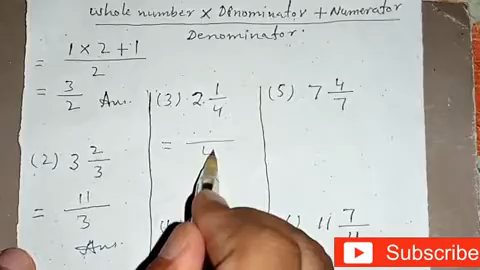 Whole number × Denominator + Numerator
Denominator.
= 1 × 2 + 1 / 2
= 3/2 Ans.
(2) 3 2/3
= 11/3
Ans.
(3) 2 1/4
= /4
(5) 7 4/7
11 7/11
Subscribe